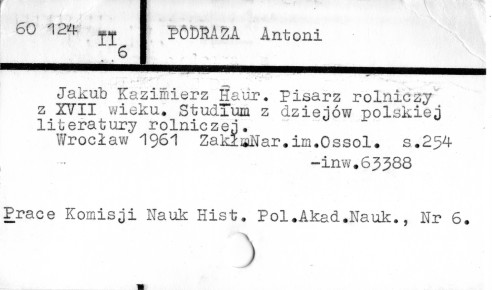 60 124 II PODRAZA Antoni
6
Jakub Kazimierz Haur. Pisarz rolniczy
z XVII wieku. Studium z dziejów polskiej
literatury rolniczej.
Wrocław 1961 Zakł.Nar.im.Ossol. s.254
-inw.63388
Prace Komisji Nauk Hist. Pol.Akad.Nauk., Nr 6.